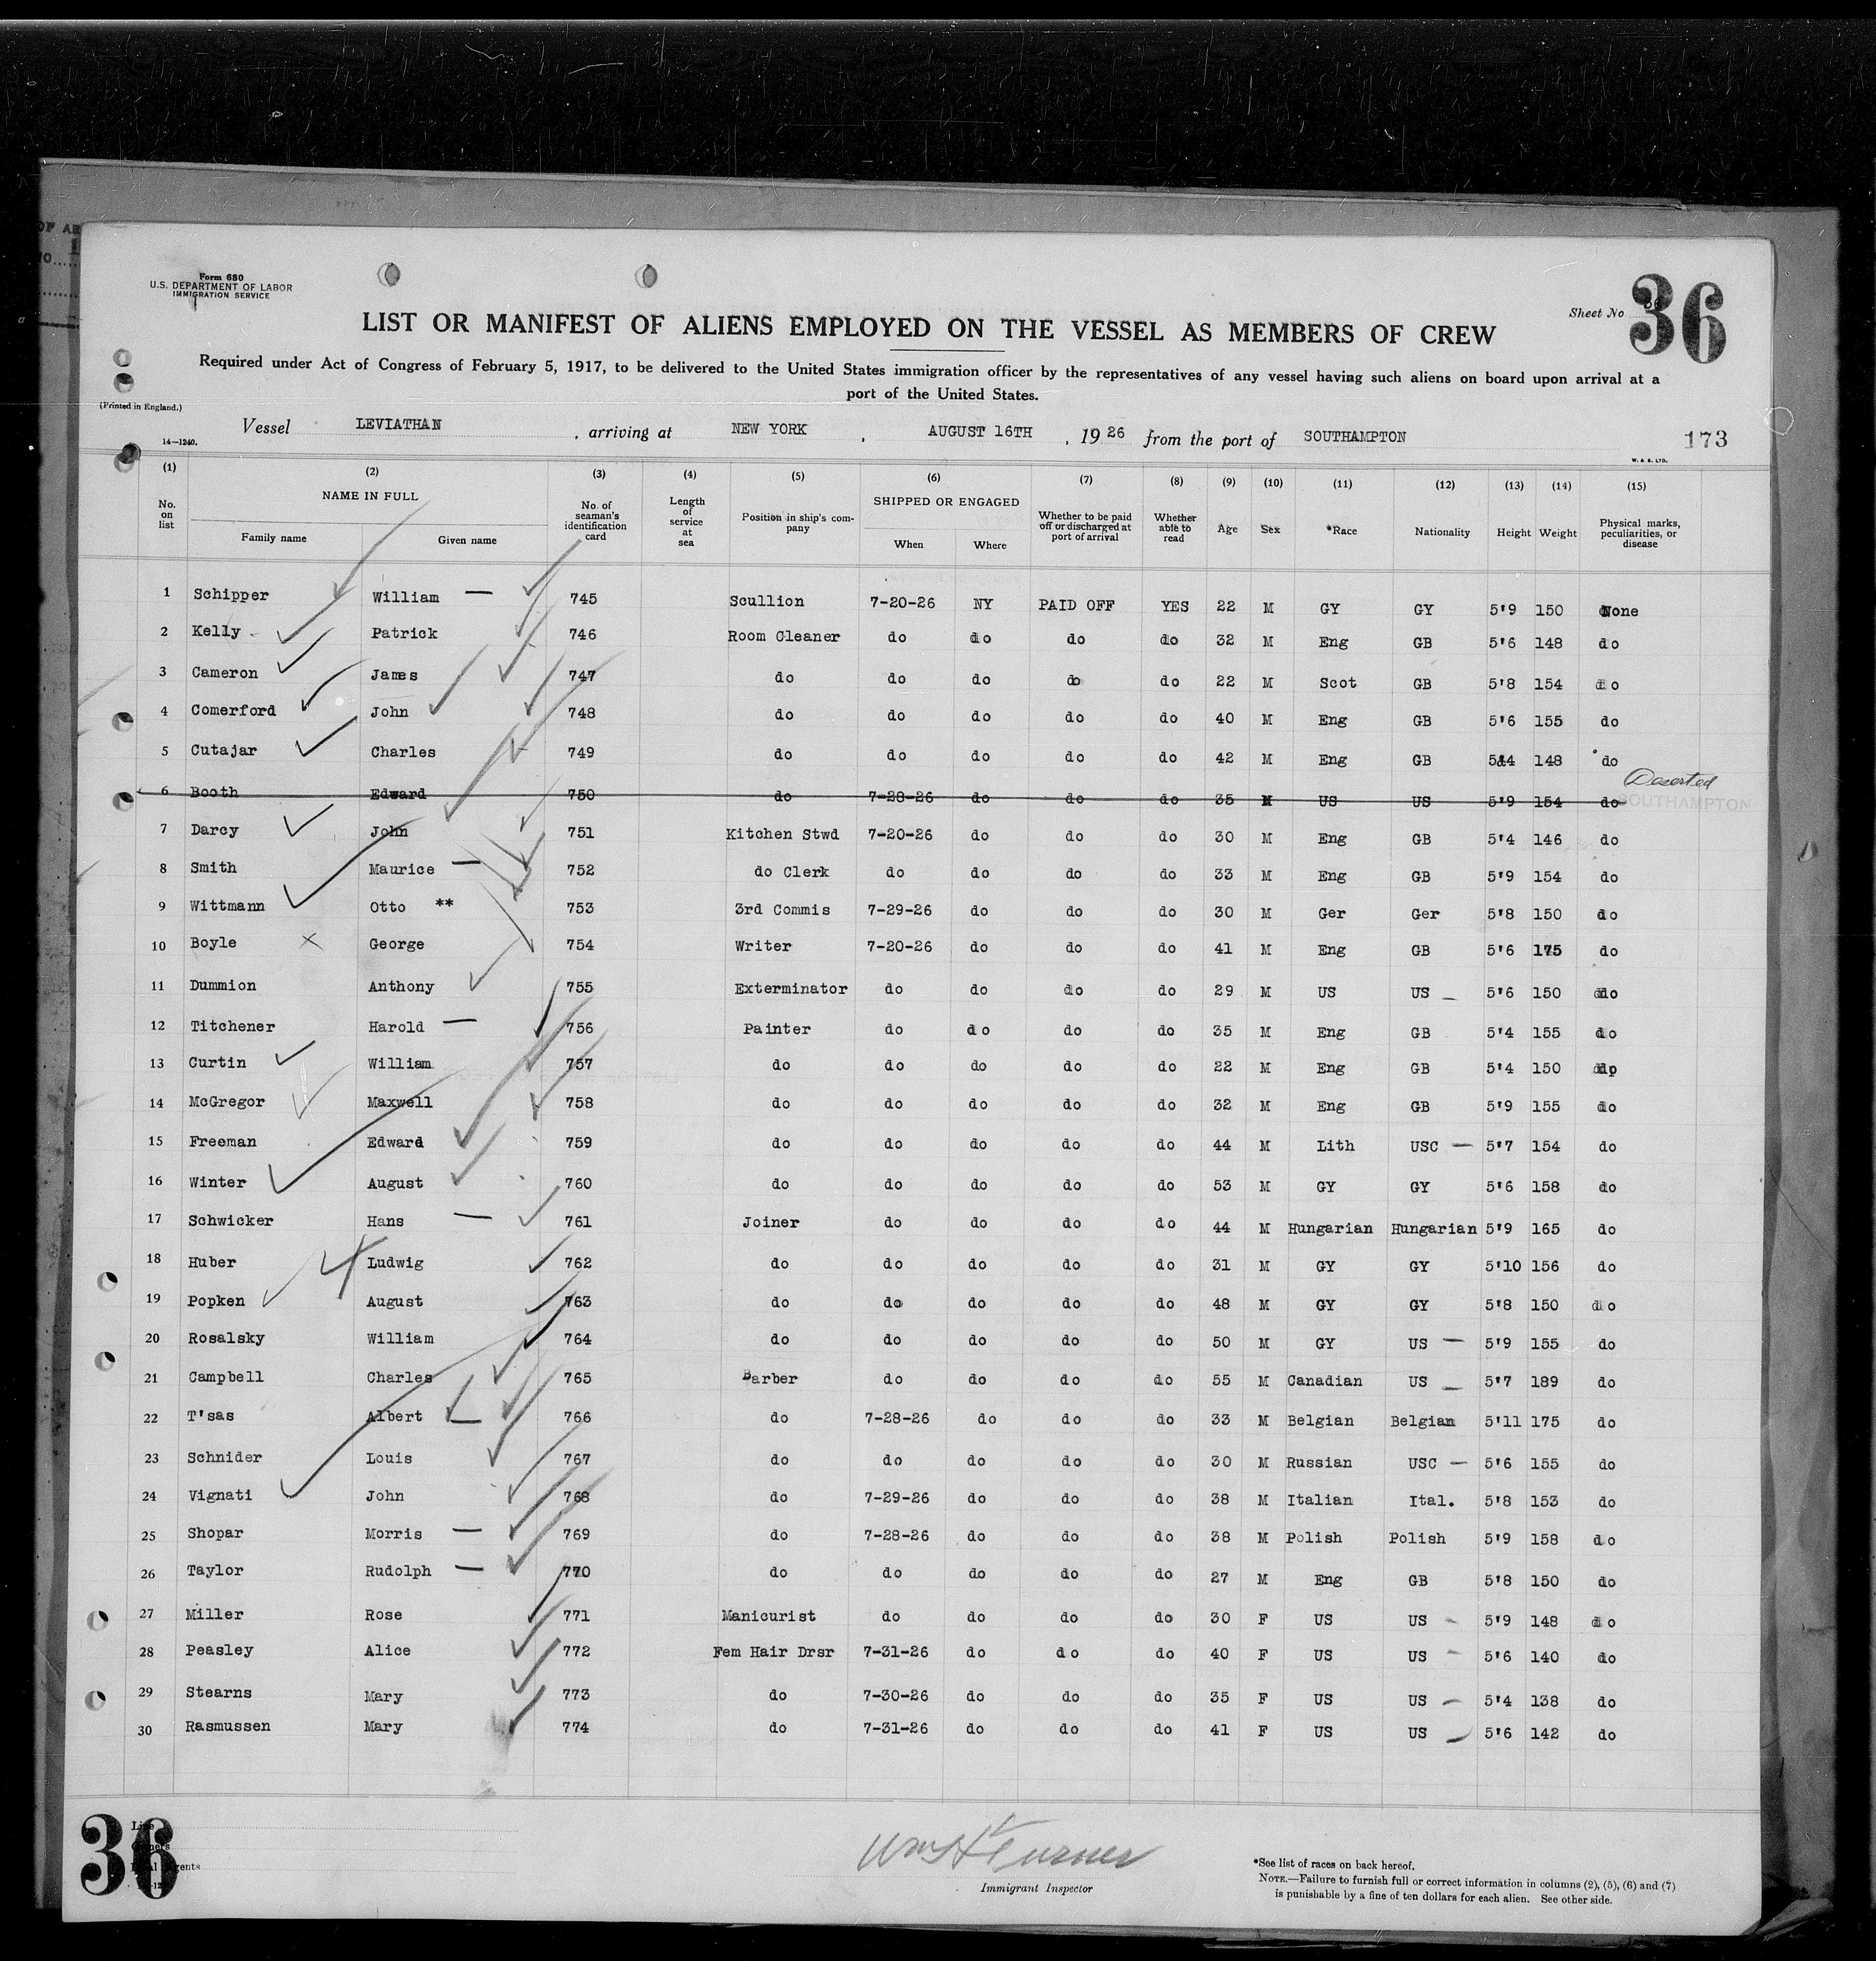 OF AR
NO
Form 680
U.S. DEPARTMENT OF LABOR
IMMIGRATION SERVICE
Sheet No
36
LIST OR MANIFEST OF ALIENS EMPLOYED ON THE VESSEL AS MEMBERS OF CREW
Required under Act of Congress of February 5, 1917, to be delivered to the United States immigration officer by the representatives of any vessel having such aliens on board upon arrival at a
port of the United States.
(Printed in England.)
14—1240.
Vessel LEVIATHAN , arriving at NEW YORK , AUGUST 16TH , 19 26 from the port of SOUTHAMPTON 173
W. & S. LTD.
(1) (2) (3) (4) (5) (6) (7) (8) (9) (10) (11) (12) (13) (14) (15)
No. on list NAME IN FULL Family name Given name No. of seaman's identification card Length of service at sea Position in ship's company SHIPPED OR ENGAGED When Where Whether to be paid off or discharged at port of arrival Whether able to read Age Sex *Race Nationality Height Weight Physical marks, peculiarities, or disease
1 Schipper William — 745 Scullion 7-20-26 NY PAID OFF YES 22 M GY GY 5'9 150 None
2 Kelly Patrick 746 Room Cleaner do do do do 32 M Eng GB 5'6 148 do
3 Cameron James 747 do do do do do 22 M Scot GB 5'8 154 do
4 Comerford John 748 do do do do do 40 M Eng GB 5'6 155 do
5 Cutajar Charles 749 do do do do do 42 M Eng GB 5'4 148 do
Deserted
SOUTHAMPTON
6 Booth Edward 750 do 7-28-26 do do do 35 M US US 5'9 154 do
7 Darcy John 751 Kitchen Stwd 7-20-26 do do do 30 M Eng GB 5'4 146 do
8 Smith Maurice — 752 do Clerk do do do do 33 M Eng GB 5'9 154 do
9 Wittmann Otto ** 753 3rd Commis 7-29-26 do do do 30 M Ger Ger 5'8 150 do
10 Boyle George 754 Writer 7-20-26 do do do 41 M Eng GB 5'6 175 do
11 Dummion Anthony 755 Exterminator do do do do 29 M US US — 5'6 150 do
12 Titchener Harold — 756 Painter do do do do 35 M Eng GB 5'4 155 do
13 Curtin William 757 do do do do do 22 M Eng GB 5'4 150 do
14 McGregor Maxwell 758 do do do do do 32 M Eng GB 5'9 155 do
15 Freeman Edward 759 do do do do do 44 M Lith USC — 5'7 154 do
16 Winter August 760 do do do do do 53 M GY GY 5'6 158 do
17 Schwicker Hans — 761 Joiner do do do do 44 M Hungarian Hungarian 5'9 165 do
18 Huber Ludwig 762 do do do do do 31 M GY GY 5'10 156 do
19 Popken August 763 do do do do do 48 M GY GY 5'8 150 do
20 Rosalsky William 764 do do do do do 50 M GY US — 5'9 155 do
21 Campbell Charles 765 Barber do do do do 55 M Canadian US — 5'7 189 do
22 T'sas Albert — 766 do 7-28-26 do do do 33 M Belgian Belgian 5'11 175 do
23 Schnider Louis 767 do do do do do 30 M Russian USC — 5'6 155 do
24 Vignati John 768 do 7-29-26 do do do 38 M Italian Ital. 5'8 153 do
25 Shopar Morris — 769 do 7-28-26 do do do 38 M Polish Polish 5'9 158 do
26 Taylor Rudolph — 770 do do do do do 27 M Eng GB 5'8 150 do
27 Miller Rose 771 Manicurist do do do do 30 F US US - 5'9 148 do
28 Peasley Alice 772 Fem Hair Drsr 7-31-26 do do do 40 F US US - 5'6 140 do
29 Stearns Mary 773 do 7-30-26 do do do 35 F US US - 5'4 138 do
30 Rasmussen Mary 774 do 7-31-26 do do do 41 F US US - 5'6 142 do
36
Wm H Turner
Immigrant Inspector
*See list of races on back hereof.
NOTE.—Failure to furnish full or correct information in columns (2), (5), (6) and (7)
is punishable by a fine of ten dollars for each alien. See other side.